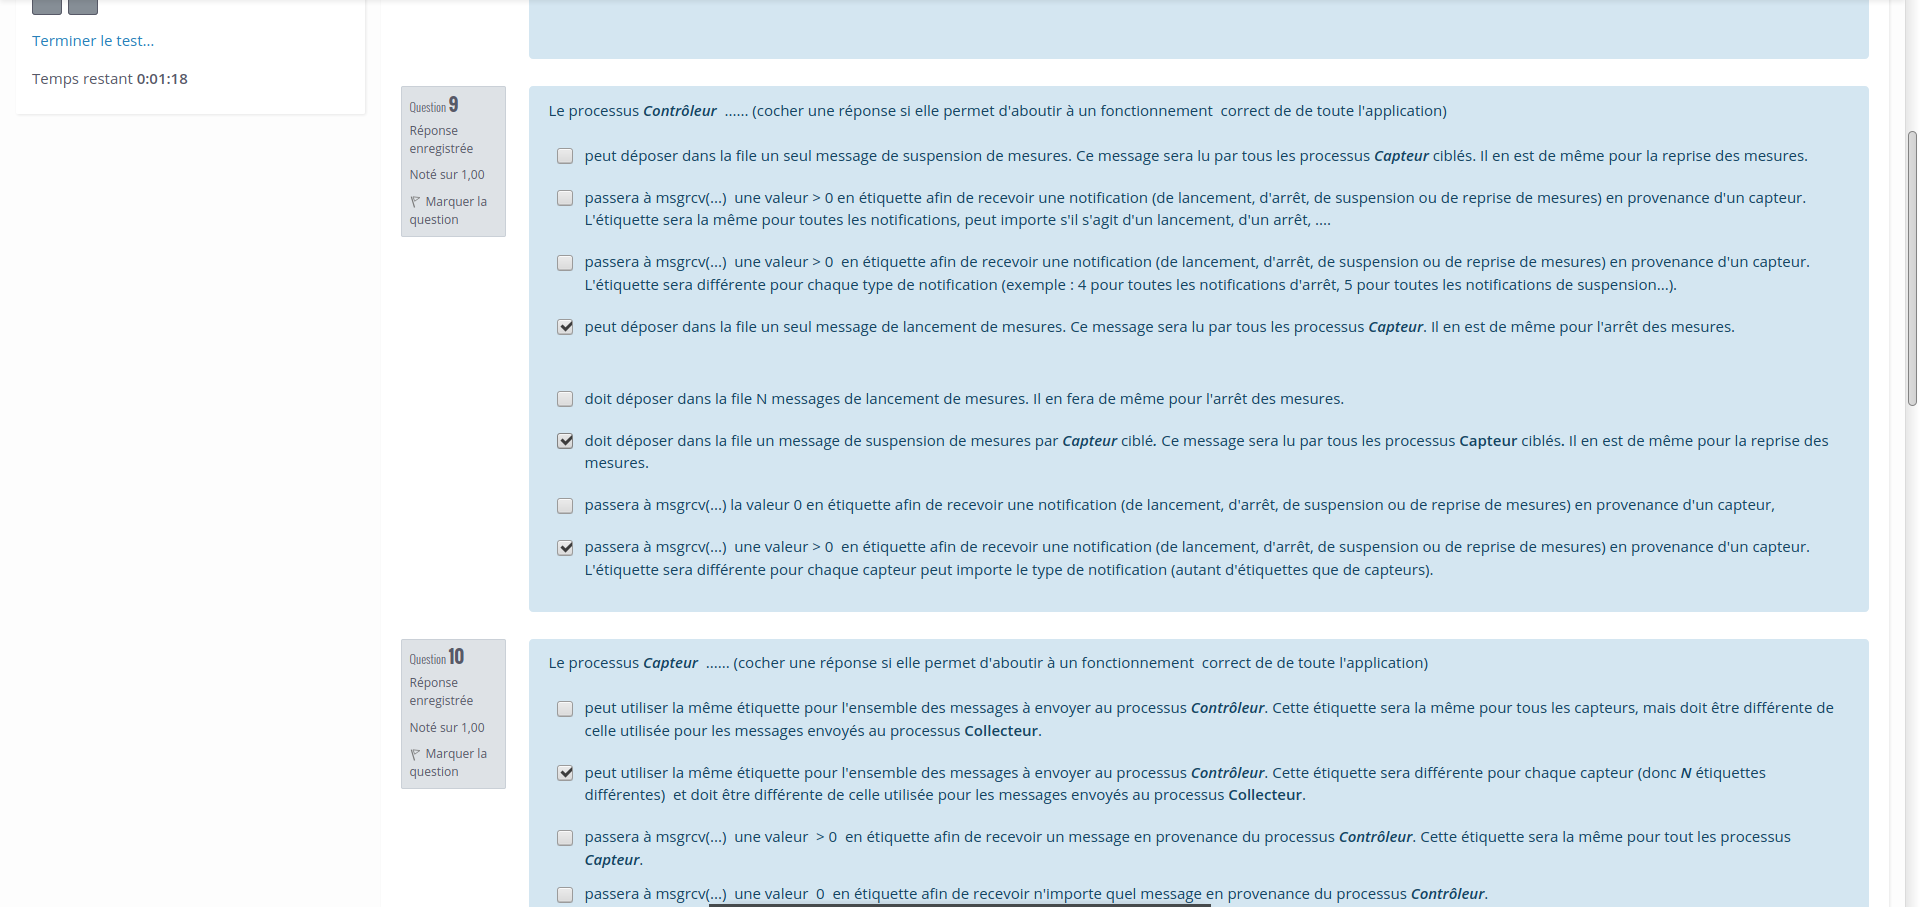 Terminer le test...
Temps restant 0:01:18
Question 9
Réponse
enregistrée
Noté sur 1,00
Marquer la
question
Le processus Contrôleur ...... (cocher une réponse si elle permet d'aboutir à un fonctionnement correct de de toute l'application)
peut déposer dans la file un seul message de suspension de mesures. Ce message sera lu par tous les processus Capteur ciblés. Il en est de même pour la reprise des mesures.
passera à msgrcv(...) une valeur > 0 en étiquette afin de recevoir une notification (de lancement, d'arrêt, de suspension ou de reprise de mesures) en provenance d'un capteur.
L'étiquette sera la même pour toutes les notifications, peut importe s'il s'agit d'un lancement, d'un arrêt, ....
passera à msgrcv(...) une valeur > 0 en étiquette afin de recevoir une notification (de lancement, d'arrêt, de suspension ou de reprise de mesures) en provenance d'un capteur.
L'étiquette sera différente pour chaque type de notification (exemple : 4 pour toutes les notifications d'arrêt, 5 pour toutes les notifications de suspension...).
peut déposer dans la file un seul message de lancement de mesures. Ce message sera lu par tous les processus Capteur. Il en est de même pour l'arrêt des mesures.
doit déposer dans la file N messages de lancement de mesures. Il en fera de même pour l'arrêt des mesures.
doit déposer dans la file un message de suspension de mesures par Capteur ciblé. Ce message sera lu par tous les processus Capteur ciblés. Il en est de même pour la reprise des
mesures.
passera à msgrcv(...) la valeur 0 en étiquette afin de recevoir une notification (de lancement, d'arrêt, de suspension ou de reprise de mesures) en provenance d'un capteur,
passera à msgrcv(...) une valeur > 0 en étiquette afin de recevoir une notification (de lancement, d'arrêt, de suspension ou de reprise de mesures) en provenance d'un capteur.
L'étiquette sera différente pour chaque capteur peut importe le type de notification (autant d'étiquettes que de capteurs).
Question 10
Réponse
enregistrée
Noté sur 1,00
Marquer la
question
Le processus Capteur ...... (cocher une réponse si elle permet d'aboutir à un fonctionnement correct de de toute l'application)
peut utiliser la même étiquette pour l'ensemble des messages à envoyer au processus Contrôleur. Cette étiquette sera la même pour tous les capteurs, mais doit être différente de
celle utilisée pour les messages envoyés au processus Collecteur.
peut utiliser la même étiquette pour l'ensemble des messages à envoyer au processus Contrôleur. Cette étiquette sera différente pour chaque capteur (donc N étiquettes
différentes) et doit être différente de celle utilisée pour les messages envoyés au processus Collecteur.
passera à msgrcv(...) une valeur > 0 en étiquette afin de recevoir un message en provenance du processus Contrôleur. Cette étiquette sera la même pour tout les processus
Capteur.
passera à msgrcv(...) une valeur 0 en étiquette afin de recevoir n'importe quel message en provenance du processus Contrôleur.